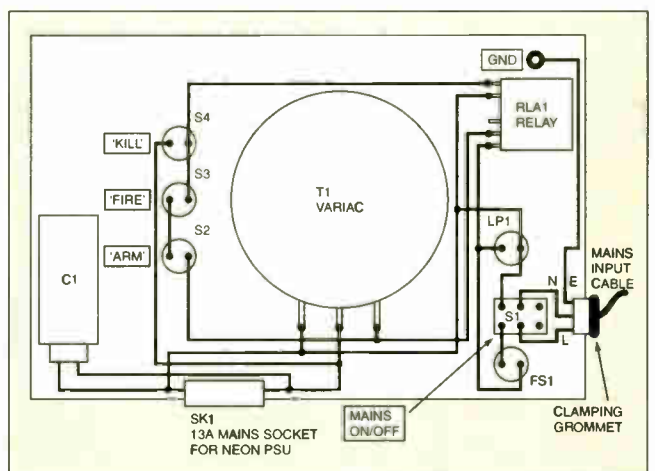 GND
RLA1
RELAY
S4
'KILL'
S3
'FIRE'
T1
VARIAC
S2
'ARM'
LP1
C1
N
E
MAINS
INPUT
CABLE
S1
L
FS1
SK1
13A MAINS SOCKET
FOR NEON PSU
MAINS
ON/OFF
CLAMPING
GROMMET